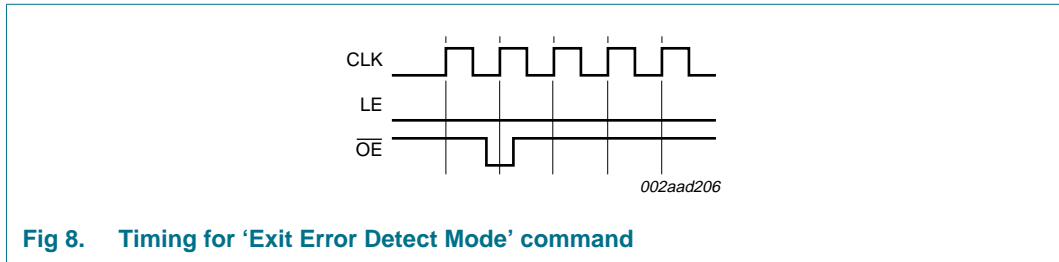 CLK
LE
OE
002aad206
Fig 8. Timing for ‘Exit Error Detect Mode’ command